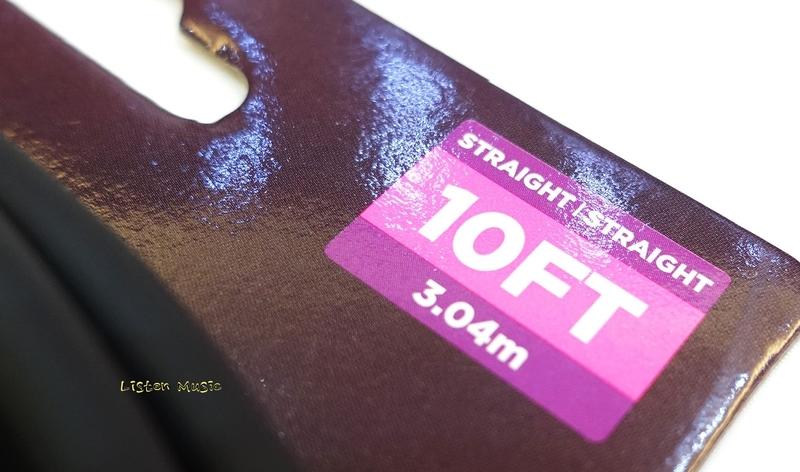 STRAIGHT | STRAIGHT
10FT
3.04m
Listen Music